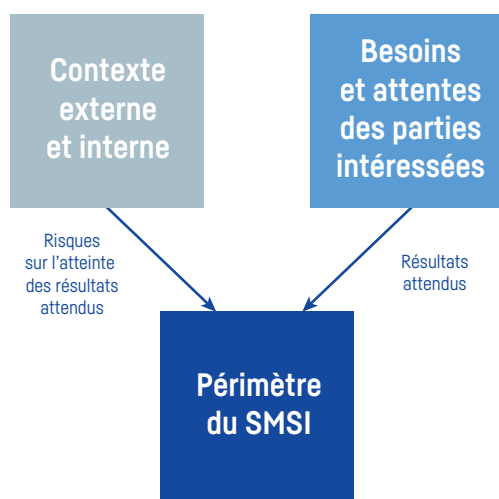 Contexte
externe
et interne
Besoins
et attentes
des parties
intéressées
Risques
sur l'atteinte
des résultats
attendus
Résultats
attendus
Périmètre
du SMSI